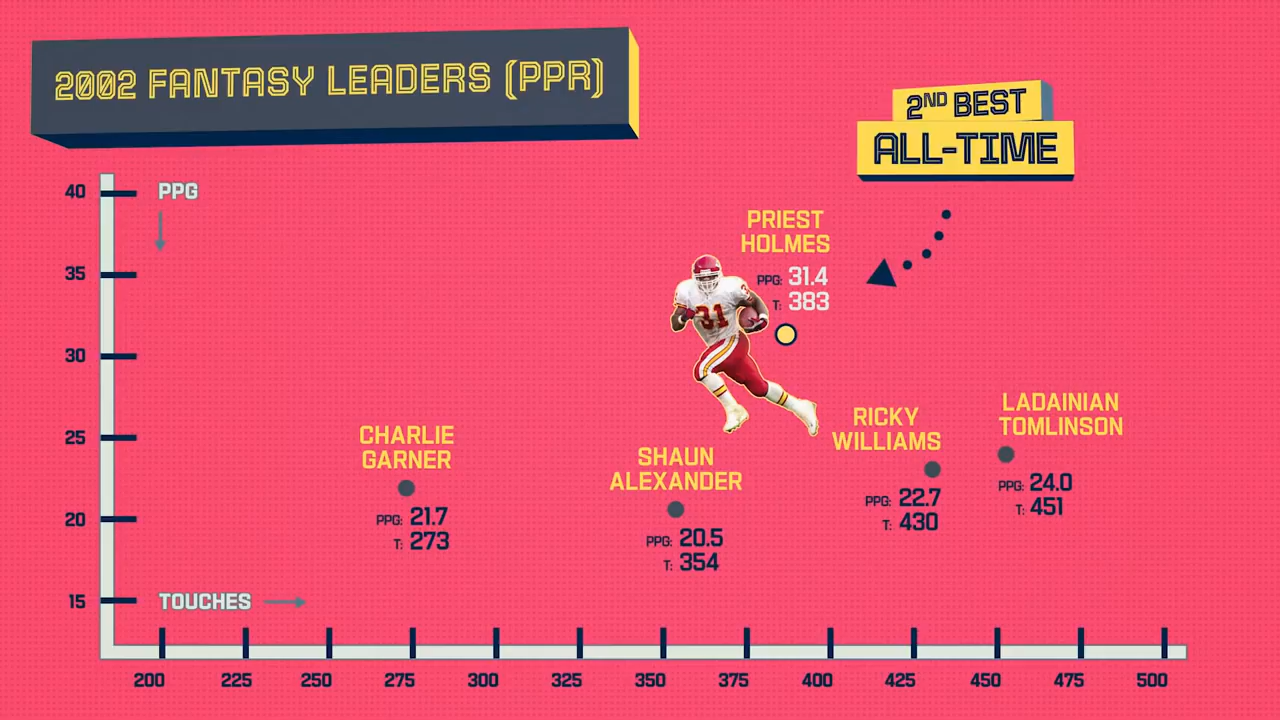 2002 FANTASY LEADERS (PPR)
2ND BEST
ALL-TIME
40
PPG
35
30
25
20
15
PRIEST
HOLMES
PPG: 31.4
T: 383
31
CHARLIE
GARNER
PPG: 21.7
T: 273
SHAUN
ALEXANDER
PPG: 20.5
T: 354
RICKY
WILLIAMS
PPG: 22.7
T: 430
LADAINIAN
TOMLINSON
PPG: 24.0
T: 451
TOUCHES
200 225 250 275 300 325 350 375 400 425 450 475 500